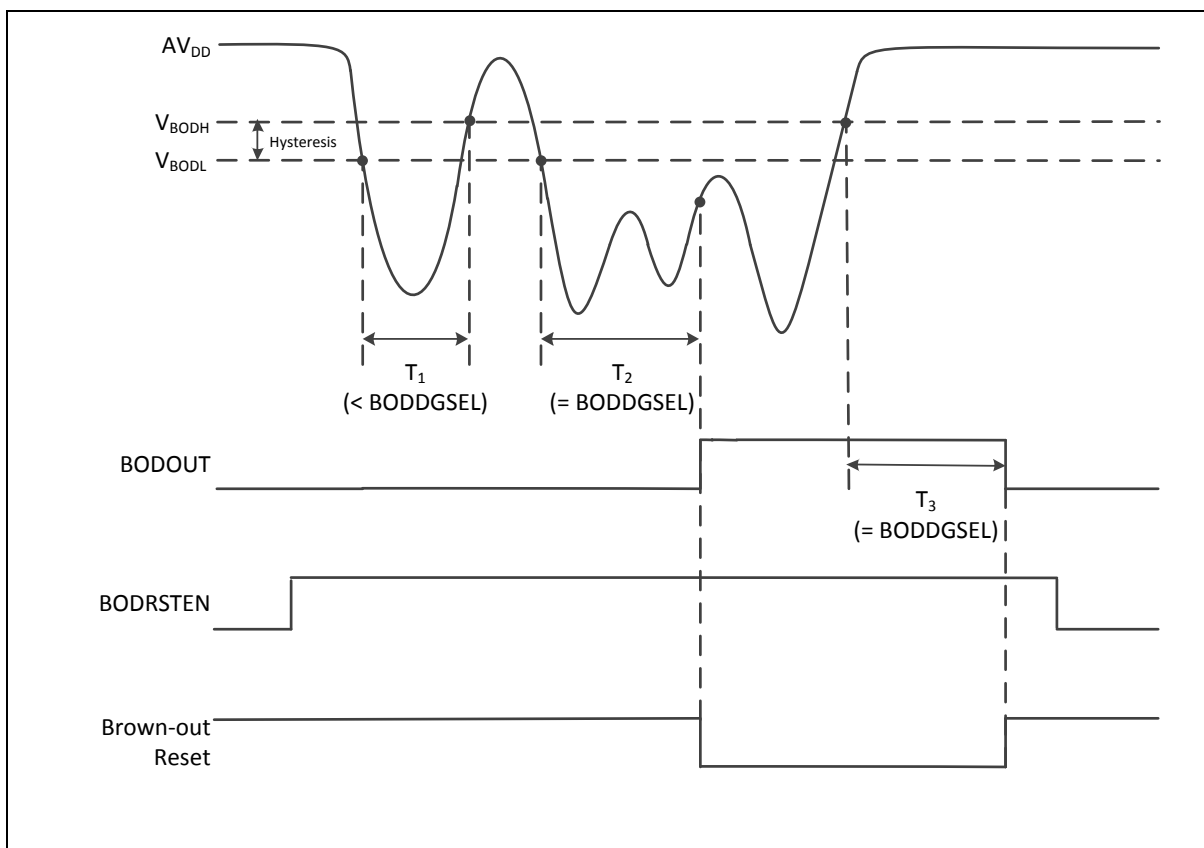 AVDD
VBODH
Hysteresis
VBODL
T1
(< BODDGSEL)
T2
(= BODDGSEL)
BODOUT
T3
(= BODDGSEL)
BODRSTEN
Brown-out
Reset